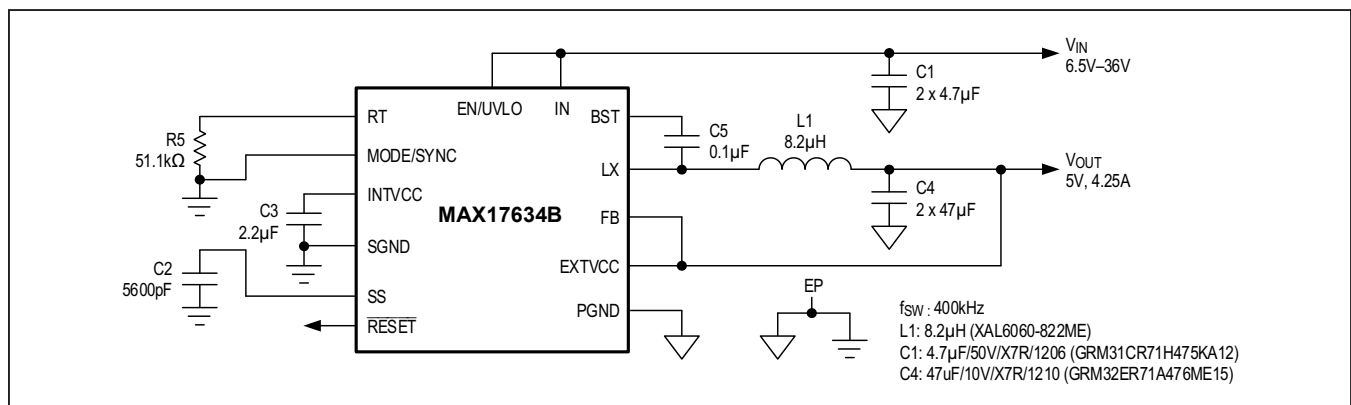 VIN
6.5V–36V
C1
2 x 4.7µF
EN/UVLO
IN
RT
BST
R5
51.1kΩ
C5
0.1µF
L1
8.2µH
MODE/SYNC
LX
VOUT
5V, 4.25A
INTVCC
MAX17634B
C4
2 x 47µF
C3
2.2µF
FB
SGND
EXTVCC
C2
5600pF
SS
EP
RESET
PGND
fSW : 400kHz
L1: 8.2µH (XAL6060-822ME)
C1: 4.7µF/50V/X7R/1206 (GRM31CR71H475KA12)
C4: 47uF/10V/X7R/1210 (GRM32ER71A476ME15)